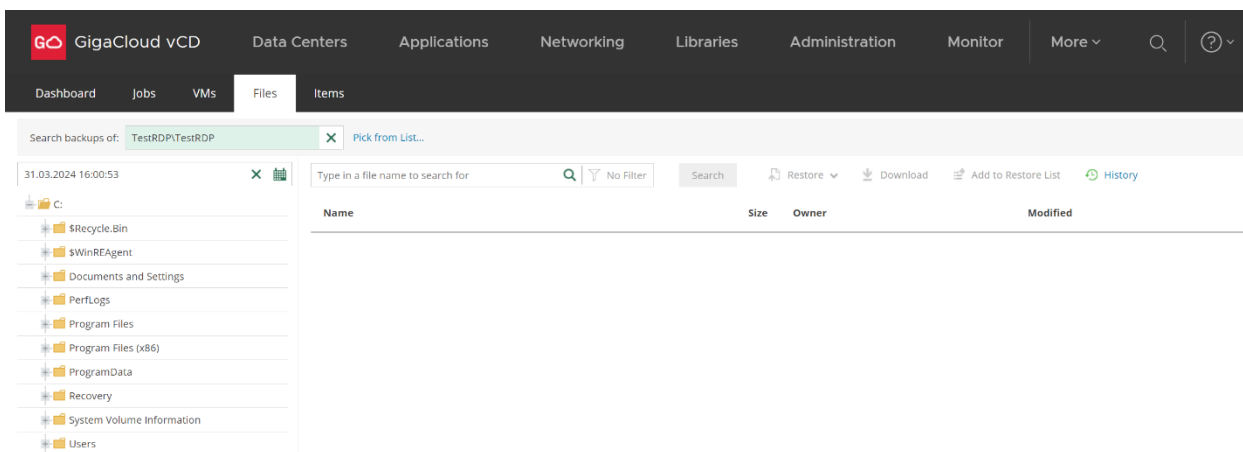 GO GigaCloud vCD Data Centers Applications Networking Libraries Administration Monitor More
Dashboard Jobs VMs Files Items
Search backups of: TestRDP\TestRDP Pick from List...
31.03.2024 16:00:53 Type in a file name to search for No Filter Search Restore Download Add to Restore List History
C:
Name Size Owner Modified
$Recycle.Bin
$WinREAgent
Documents and Settings
PerfLogs
Program Files
Program Files (x86)
ProgramData
Recovery
System Volume Information
Users